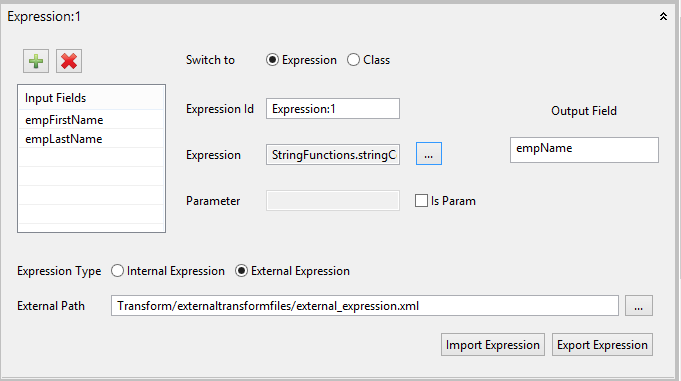 Expression:1
Switch to Expression Class
Input Fields
empFirstName
empLastName
Expression Id Expression:1
Output Field
Expression StringFunctions.stringC ...
empName
Parameter Is Param
Expression Type Internal Expression External Expression
External Path Transform/externaltransformfiles/external_expression.xml ...
Import Expression Export Expression